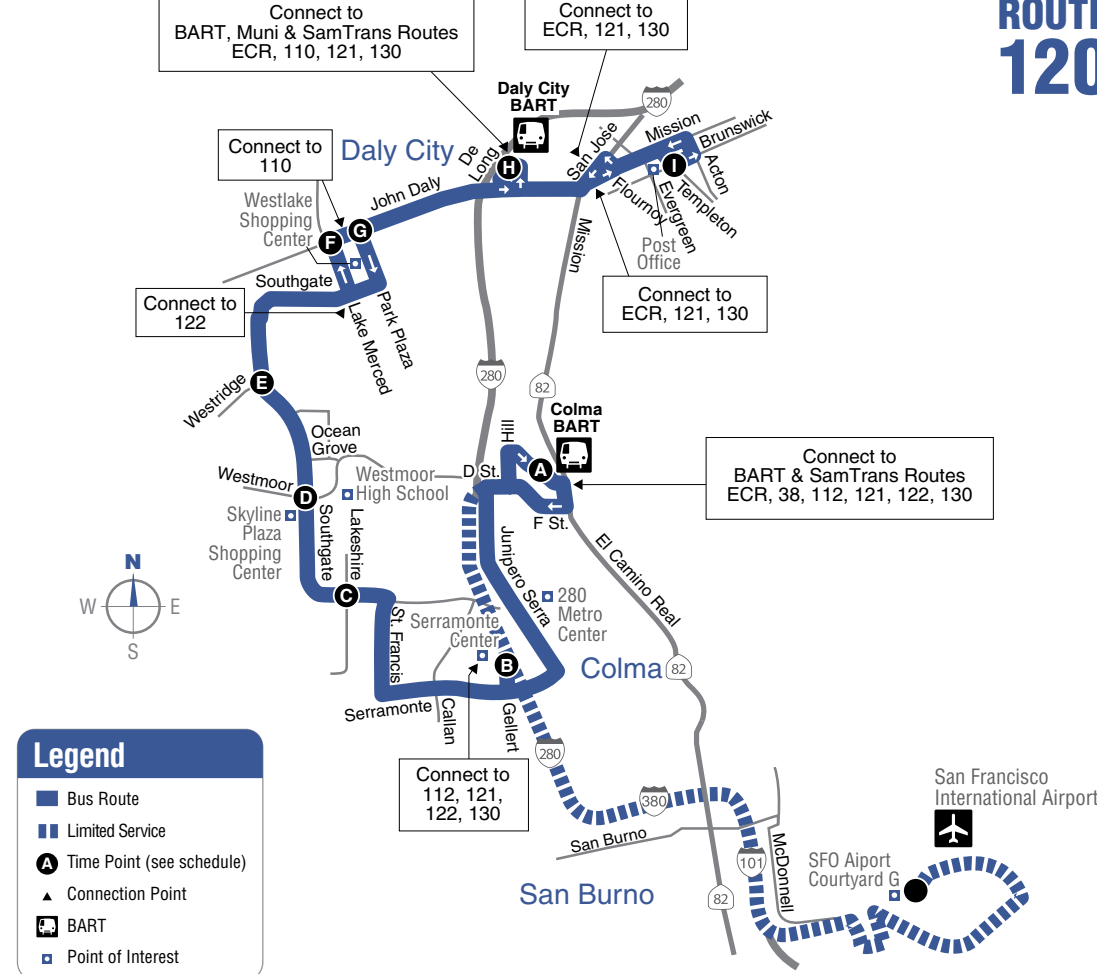 ROUTE
120
Connect to
BART, Muni & SamTrans Routes
ECR, 110, 121, 130
Connect to
ECR, 121, 130
Daly City
BART
280
Mission
Brunswick
Acton
San Jose
De
Long
H
I
Connect to
110
Daly City
John Daly
Westlake
Shopping
Center
F
G
Flournoy
Evergreen
Templeton
Post
Office
Mission
Southgate
Connect to
122
Lake Merced
Park Plaza
Connect to
ECR, 121, 130
Westridge
E
280
82
Ocean
Grove
Colma
BART
Hill
A
D St.
F St.
Connect to
BART & SamTrans Routes
ECR, 38, 112, 121, 122, 130
Westmoor
D
Westmoor
High School
Skyline
Plaza
Shopping
Center
Southgate
Lakeshire
C
Junipero Serra
El Camino Real
280
Metro
Center
N
W
E
S
St. Francis
Serramonte
Center
B
Colma
82
Serramonte
Callan
Gellert
280
Connect to
112, 121,
122, 130
380
San Burno
San Burno
101
McDonnell
82
SFO Aiport
Courtyard G
San Francisco
International Airport
Legend
Bus Route
Limited Service
A
Time Point (see schedule)
Connection Point
BART
Point of Interest